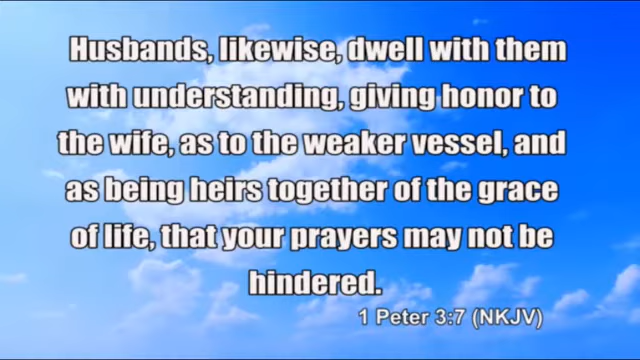 Husbands, likewise, dwell with them
with understanding, giving honor to
the wife, as to the weaker vessel, and
as being heirs together of the grace
of life, that your prayers may not be
hindered.
1 Peter 3:7 (NKJV)